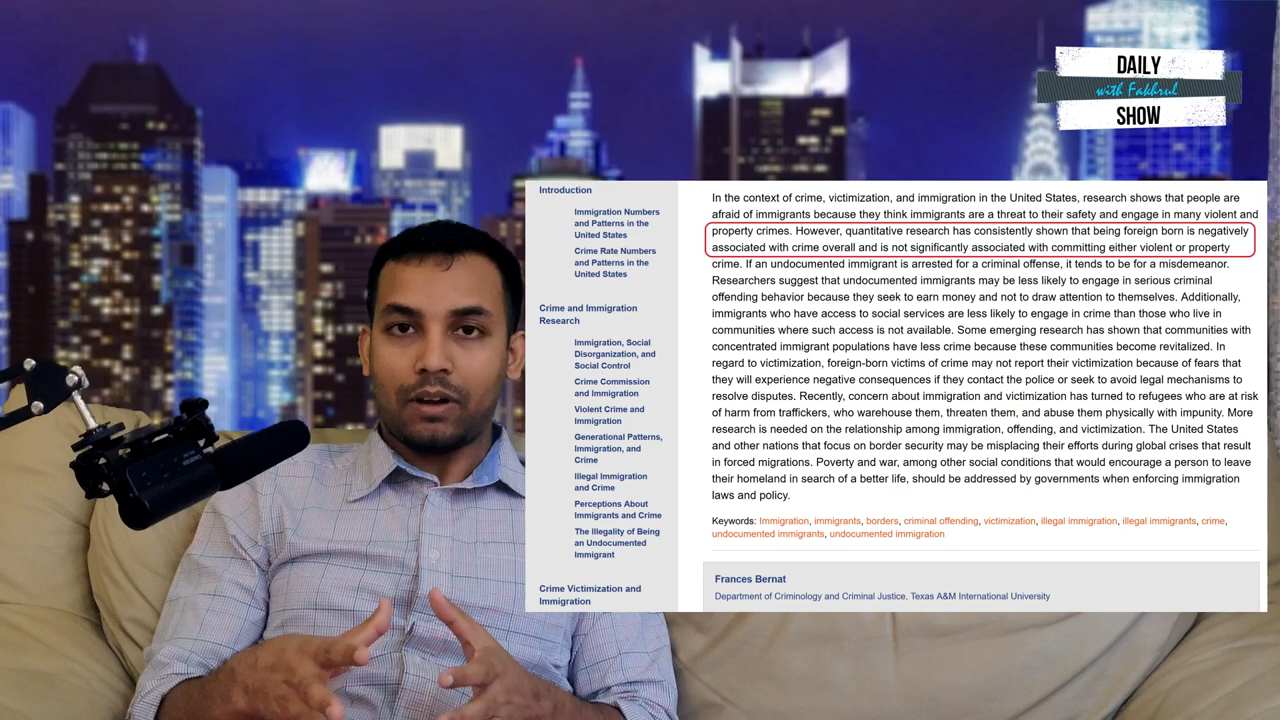 DAILY
with Fakhrul
SHOW
Introduction
Immigration Numbers
and Patterns in the
United States
Crime Rate Numbers
and Patterns in the
United States
Crime and Immigration
Research
Immigration, Social
Disorganization, and
Social Control
Crime Commission
and Immigration
Violent Crime and
Immigration
Generational Patterns,
Immigration, and
Crime
Illegal Immigration
and Crime
Perceptions About
Immigrants and Crime
The Illegality of Being
an Undocumented
Immigrant
Crime Victimization and
Immigration
In the context of crime, victimization, and immigration in the United States, research shows that people are
afraid of immigrants because they think immigrants are a threat to their safety and engage in many violent and
property crimes. However, quantitative research has consistently shown that being foreign born is negatively
associated with crime overall and is not significantly associated with committing either violent or property
crime. If an undocumented immigrant is arrested for a criminal offense, it tends to be for a misdemeanor.
Researchers suggest that undocumented immigrants may be less likely to engage in serious criminal
offending behavior because they seek to earn money and not to draw attention to themselves. Additionally,
immigrants who have access to social services are less likely to engage in crime than those who live in
communities where such access is not available. Some emerging research has shown that communities with
concentrated immigrant populations have less crime because these communities become revitalized. In
regard to victimization, foreign-born victims of crime may not report their victimization because of fears that
they will experience negative consequences if they contact the police or seek to avoid legal mechanisms to
resolve disputes. Recently, concern about immigration and victimization has turned to refugees who are at risk
of harm from traffickers, who warehouse them, threaten them, and abuse them physically with impunity. More
research is needed on the relationship among immigration, offending, and victimization. The United States
and other nations that focus on border security may be misplacing their efforts during global crises that result
in forced migrations. Poverty and war, among other social conditions that would encourage a person to leave
their homeland in search of a better life, should be addressed by governments when enforcing immigration
laws and policy.
Keywords: Immigration, immigrants, borders, criminal offending, victimization, illegal immigration, illegal immigrants, crime,
undocumented immigrants, undocumented immigration
Frances Bernat
Department of Criminology and Criminal Justice, Texas A&M International University